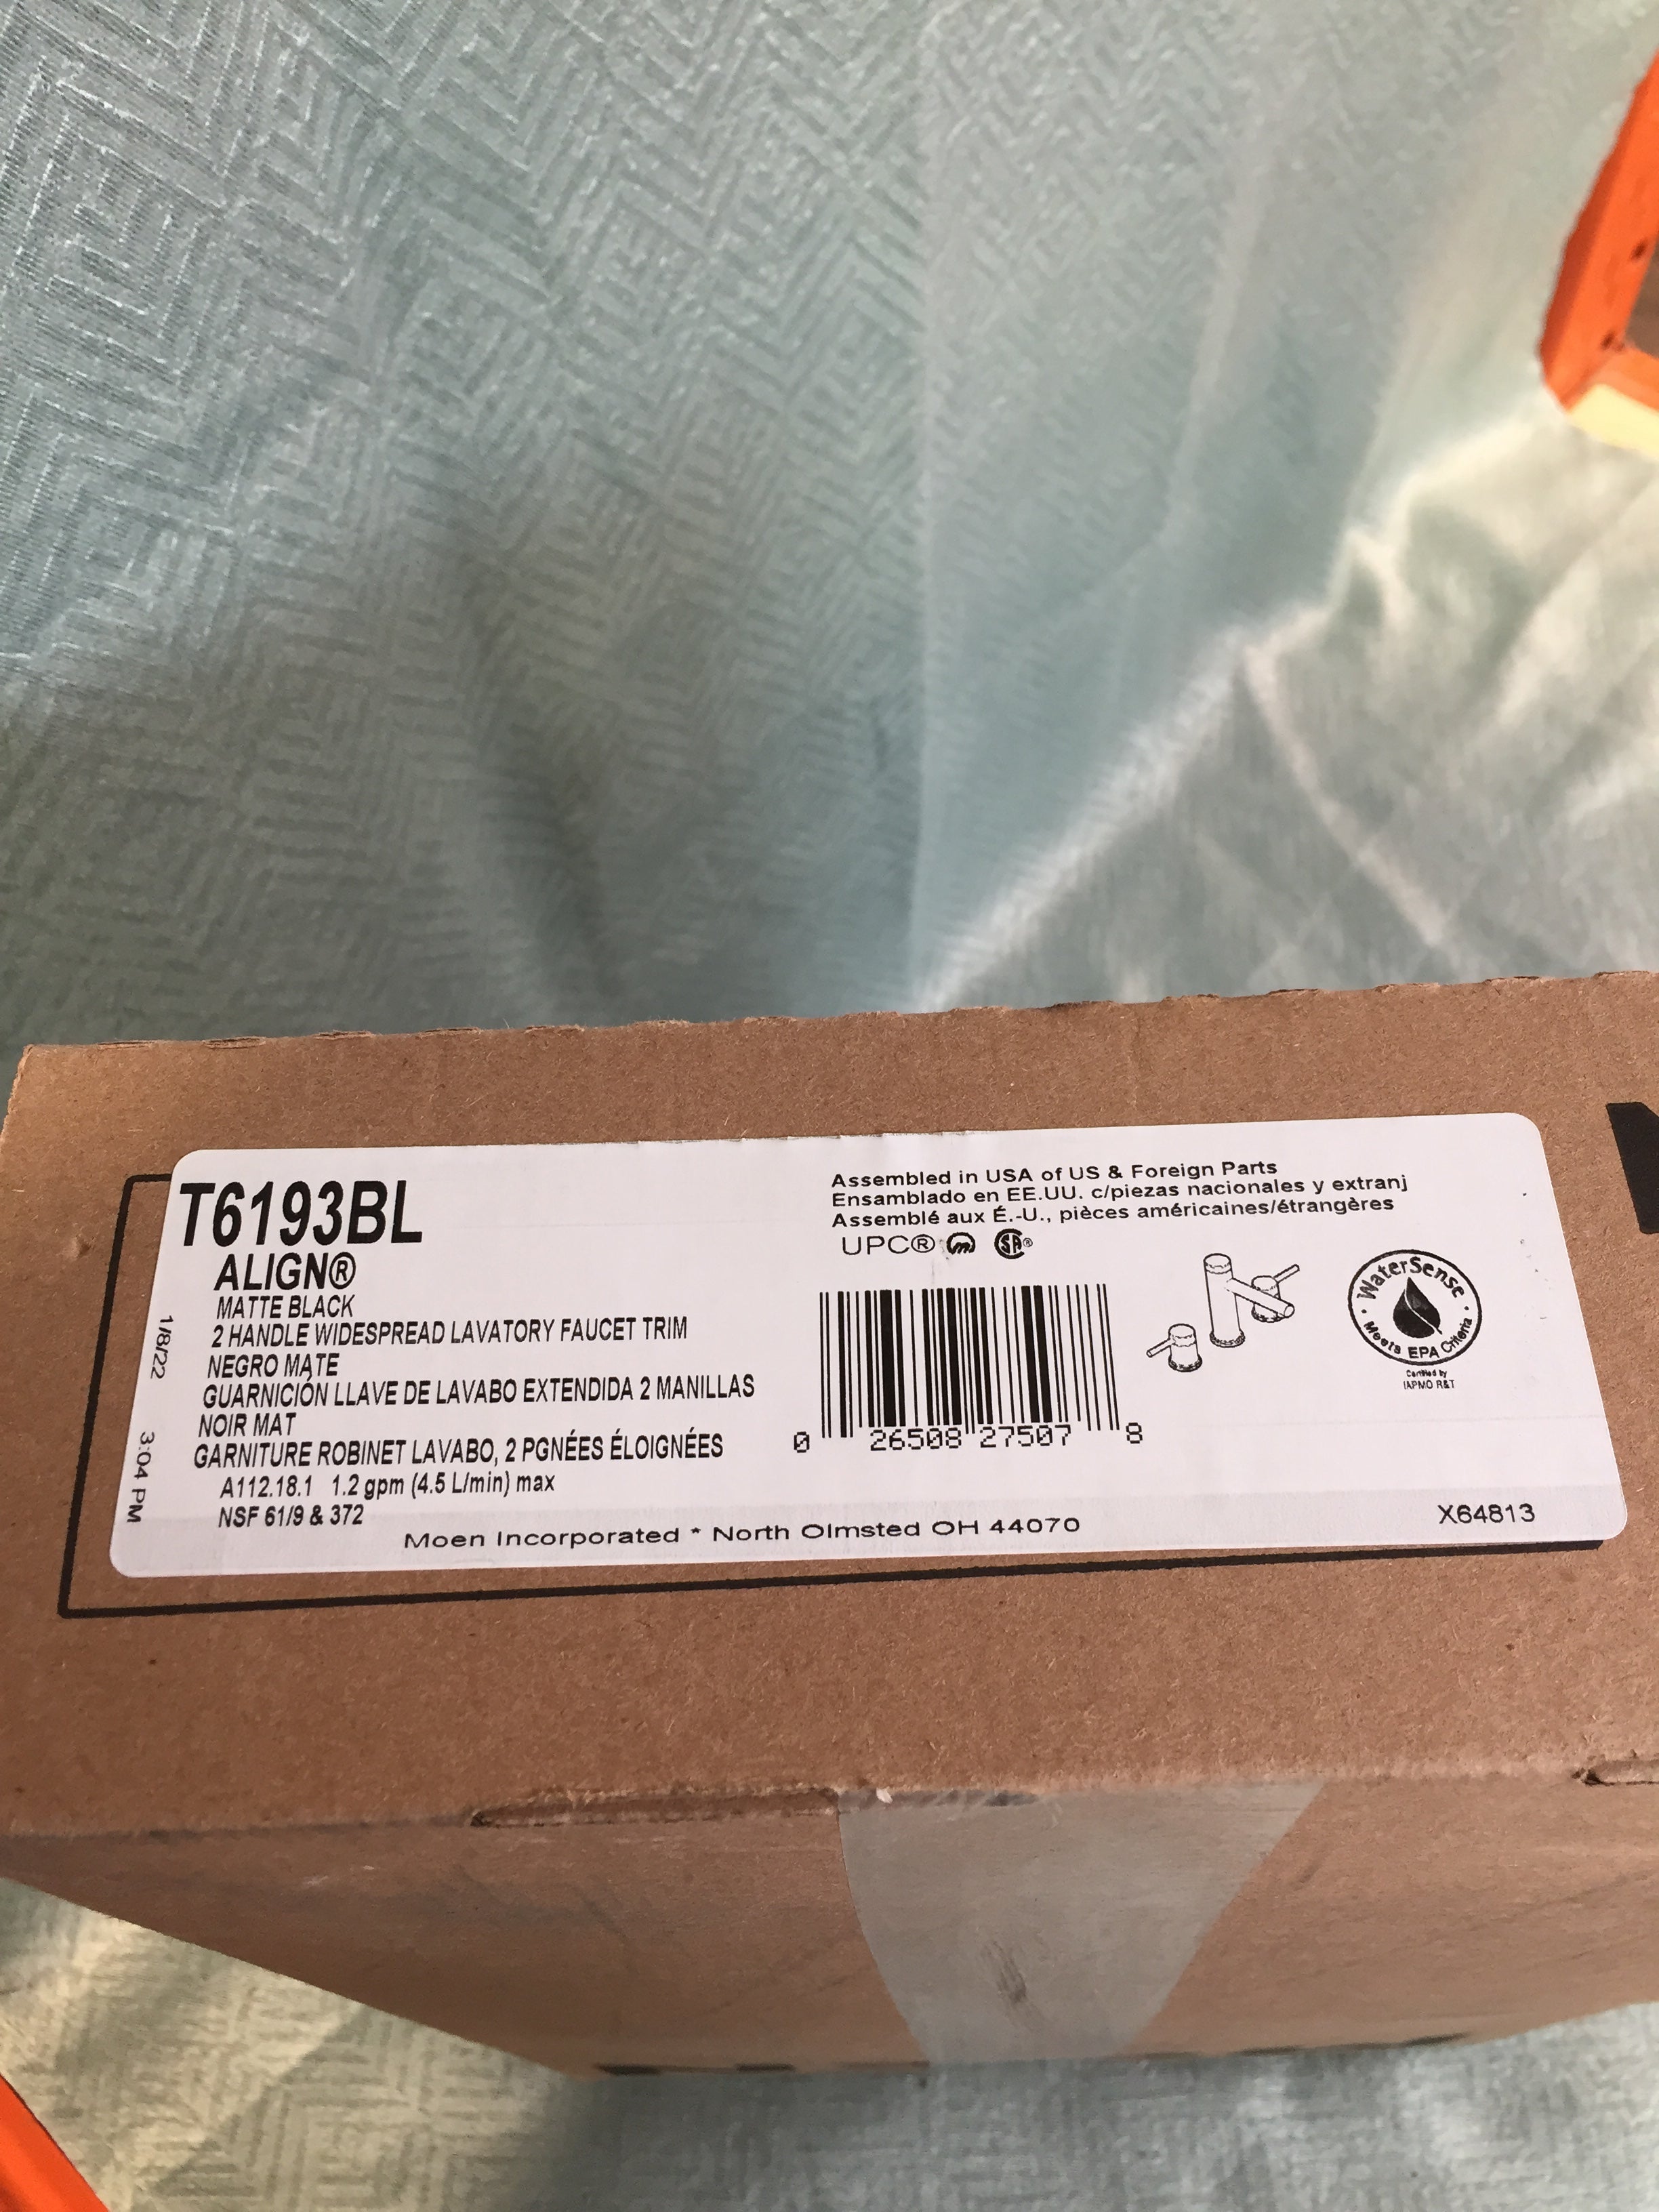 T6193BL
ALIGN®
MATTE BLACK
2 HANDLE WIDESPREAD LAVATORY FAUCET TRIM
NEGRO MATE
GUARNICIÓN LLAVE DE LAVABO EXTENDIDA 2 MANILLAS
NOIR MAT
GARNITURE ROBINET LAVABO, 2 PGNÉES ÉLOIGNÉES
A112.18.1 1.2 gpm (4.5 L/min) max
NSF 61/9 & 372
1/8/22 3:04 PM
Assembled in USA of US & Foreign Parts
Ensamblado en EE.UU. c/piezas nacionales y extranj
Assemblé aux É.-U., pièces américaines/étrangères
UPC® SA®
0 26508 27507 8
WaterSense
Meets EPA Criteria
Certified by
IAPMO R&T
Moen Incorporated * North Olmsted OH 44070
X64813